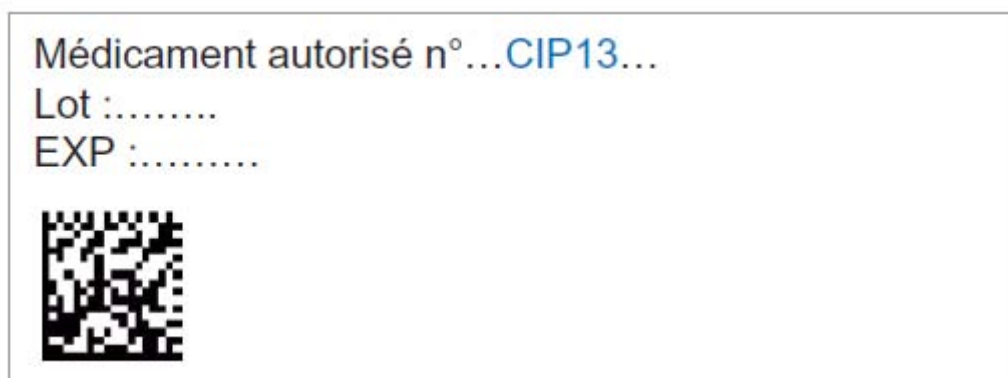 Médicament autorisé n°…CIP13…
Lot :……..
EXP :………